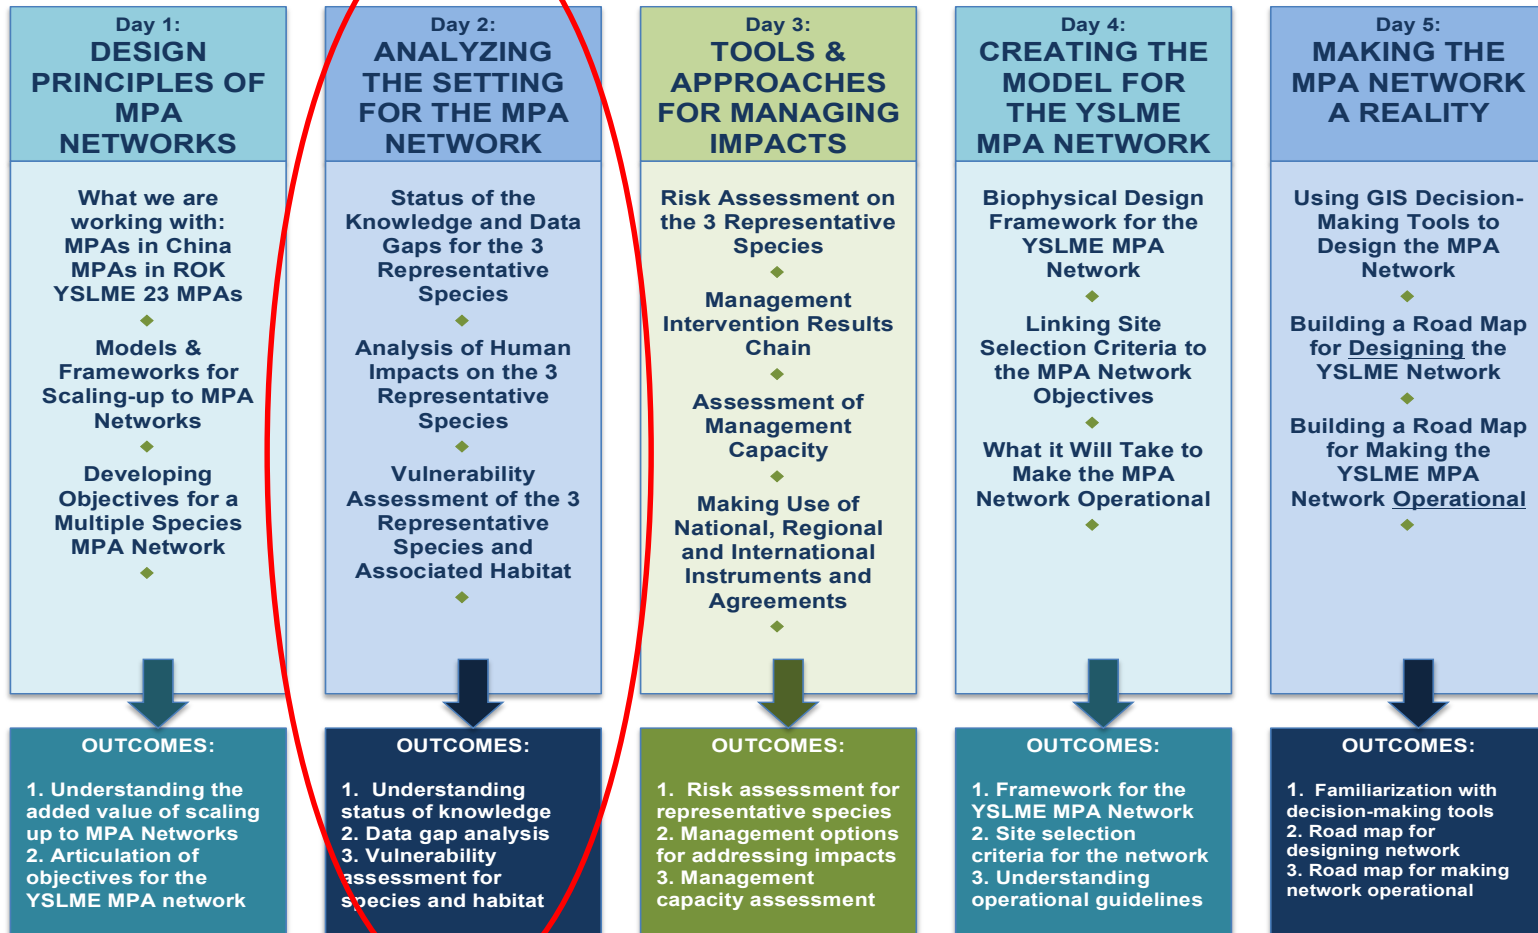 Day 1:
DESIGN
PRINCIPLES OF
MPA
NETWORKS
What we are
working with:
MPAs in China
MPAs in ROK
YSLME 23 MPAs
Models &
Frameworks for
Scaling-up to MPA
Networks
Developing
Objectives for a
Multiple Species
MPA Network
OUTCOMES:
1. Understanding the
added value of scaling
up to MPA Networks
2. Articulation of
objectives for the
YSLME MPA network
Day 2:
ANALYZING
THE SETTING
FOR THE MPA
NETWORK
Status of the
Knowledge and Data
Gaps for the 3
Representative
Species
Analysis of Human
Impacts on the 3
Representative
Species
Vulnerability
Assessment of the 3
Representative
Species and
Associated Habitat
OUTCOMES:
1. Understanding
status of knowledge
2. Data gap analysis
3. Vulnerability
assessment for
species and habitat
Day 3:
TOOLS &
APPROACHES
FOR MANAGING
IMPACTS
Risk Assessment on
the 3 Representative
Species
Management
Intervention Results
Chain
Assessment of
Management
Capacity
Making Use of
National, Regional
and International
Instruments and
Agreements
OUTCOMES:
1. Risk assessment for
representative species
2. Management options
for addressing impacts
3. Management
capacity assessment
Day 4:
CREATING THE
MODEL FOR
THE YSLME
MPA NETWORK
Biophysical Design
Framework for the
YSLME MPA
Network
Linking Site
Selection Criteria to
the MPA Network
Objectives
What it Will Take to
Make the MPA
Network Operational
OUTCOMES:
1. Framework for the
YSLME MPA Network
2. Site selection
criteria for the network
3. Understanding
operational guidelines
Day 5:
MAKING THE
MPA NETWORK
A REALITY
Using GIS Decision-
Making Tools to
Design the MPA
Network
Building a Road Map
for Designing the
YSLME Network
Building a Road Map
for Making the
YSLME MPA
Network Operational
OUTCOMES:
1. Familiarization with
decision-making tools
2. Road map for
designing network
3. Road map for making
network operational